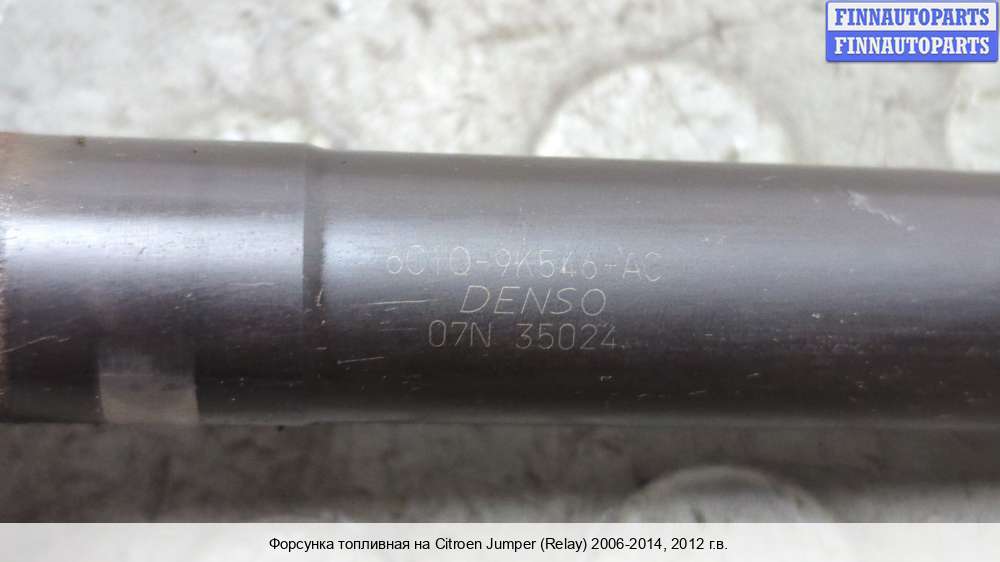 FINNAUTOPARTS
FINNAUTOPARTS
6C1Q-9K546-AC
DENSO
07N 35024
Форсунка топливная на Citroen Jumper (Relay) 2006-2014, 2012 г.в.